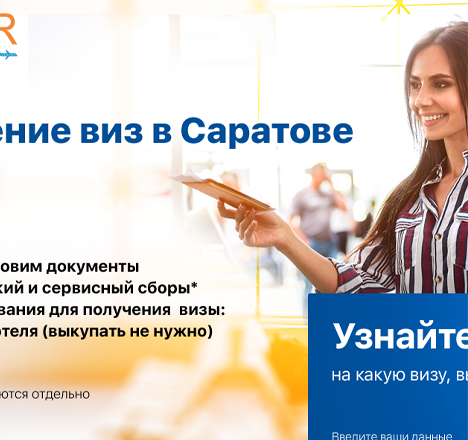 R
ение виз в Саратове
овим документы
кий и сервисный сборы*
вания для получения визы:
отеля (выкупать не нужно)
ются отдельно
Узнайте
на какую визу, в
Введите ваши данные